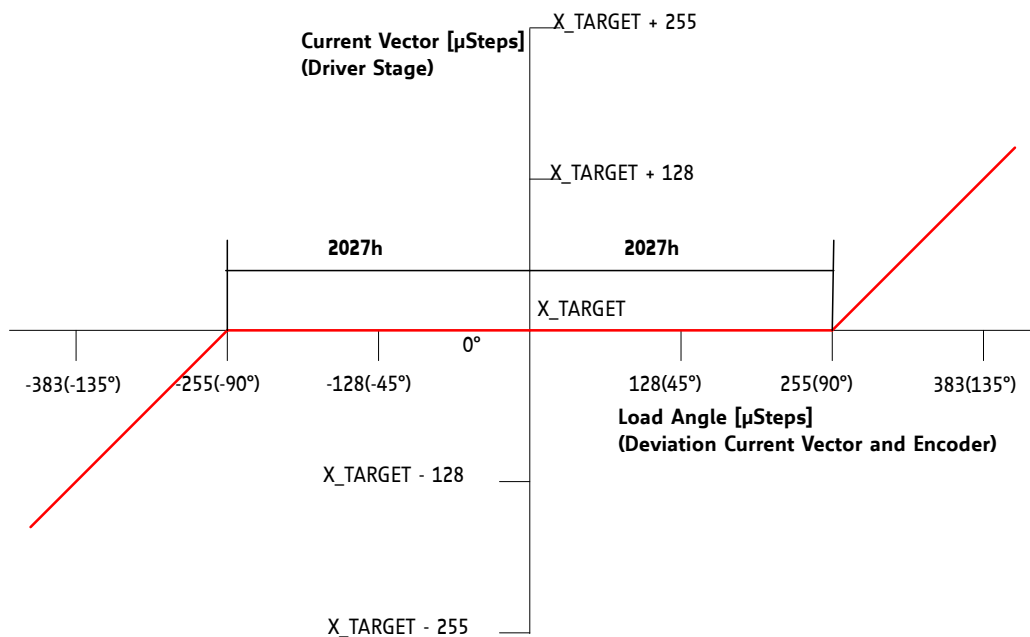 X_TARGET + 255
Current Vector [µSteps]
(Driver Stage)
X_TARGET + 128
2027h
2027h
X_TARGET
0°
-383(-135°)
-255(-90°)
-128(-45°)
128(45°)
255(90°)
383(135°)
Load Angle [µSteps]
(Deviation Current Vector and Encoder)
X_TARGET - 128
X_TARGET - 255